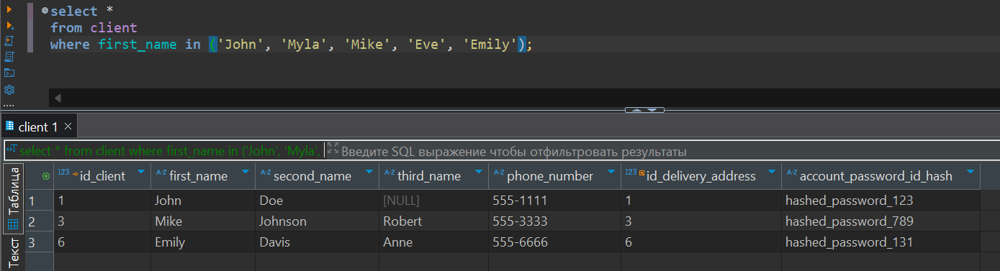 select *
from client
where first_name in ('John', 'Myla', 'Mike', 'Eve', 'Emily');
client 1
select * from client where first_name in ('John', 'Myla', Введите SQL выражение чтобы отфильтровать результаты
Таблица
Текст
123 id_client A-Z first_name A-Z second_name A-Z third_name A-Z phone_number 123 id_delivery_address A-Z account_password_id_hash
1 1 John Doe [NULL] 555-1111 1 hashed_password_123
2 3 Mike Johnson Robert 555-3333 3 hashed_password_789
3 6 Emily Davis Anne 555-6666 6 hashed_password_131